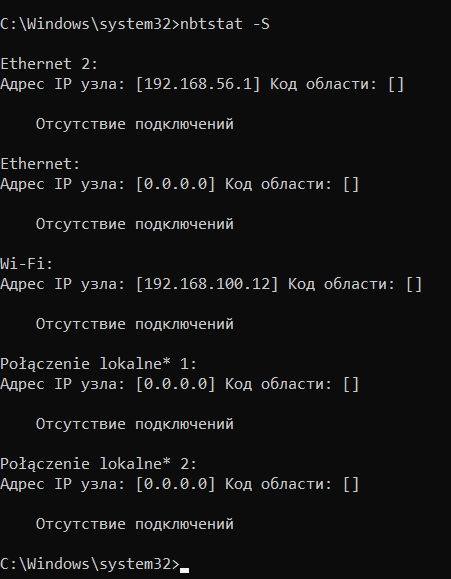 C:\Windows\system32>nbtstat -S
Ethernet 2:
Адрес IP узла: [192.168.56.1] Код области: []
Отсутствие подключений
Ethernet:
Адрес IP узла: [0.0.0.0] Код области: []
Отсутствие подключений
Wi-Fi:
Адрес IP узла: [192.168.100.12] Код области: []
Отсутствие подключений
Połączenie lokalne* 1:
Адрес IP узла: [0.0.0.0] Код области: []
Отсутствие подключений
Połączenie lokalne* 2:
Адрес IP узла: [0.0.0.0] Код области: []
Отсутствие подключений
C:\Windows\system32>